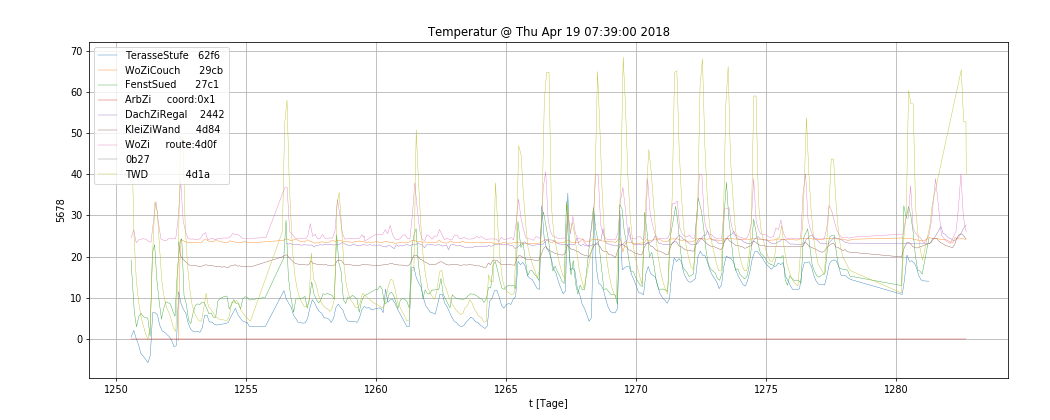 Temperatur @ Thu Apr 19 07:39:00 2018
70
60
50
40
30
20
10
0
5678
TerasseStufe 62f6
WoZiCouch 29cb
FenstSued 27c1
ArbZi coord:0x1
DachZiRegal 2442
KleiZiWand 4d84
WoZi route:4d0f
0b27
TWD 4d1a
1250 1255 1260 1265 1270 1275 1280
t [Tage]